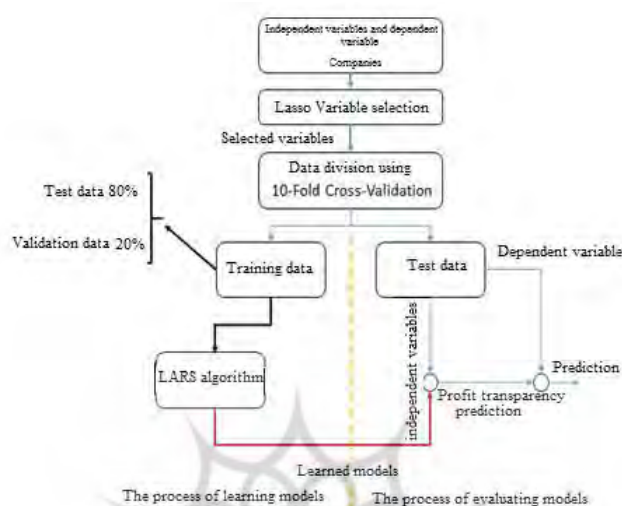 Independent variables and dependent
variable
Companies
Lasso Variable selection
Selected variables
Data division using
10-Fold Cross-Validation
Test data 80%
Validation data 20%
Training data
Test data
Dependent variable
independent variables
LARS algorithm
Prediction
Profit transparency
prediction
Learned models
The process of learning models
The process of evaluating models